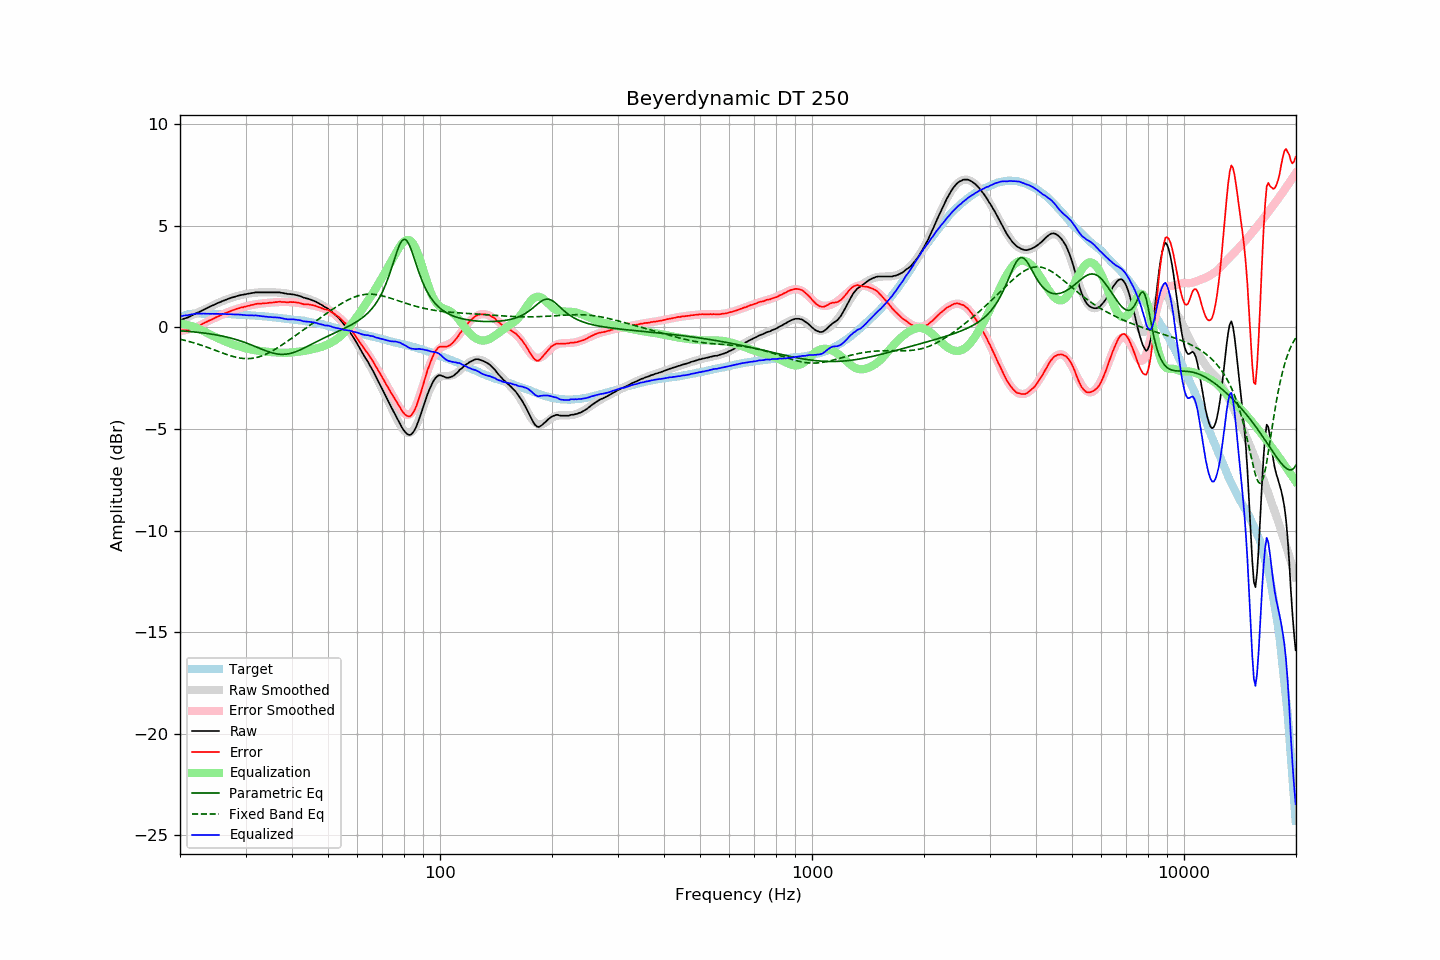 Beyerdynamic DT 250
10
5
0
−5
−10
−15
−20
−25
Amplitude (dBr)
Target
Raw Smoothed
Error Smoothed
Raw
Error
Equalization
Parametric Eq
Fixed Band Eq
Equalized
100
1000
10000
Frequency (Hz)